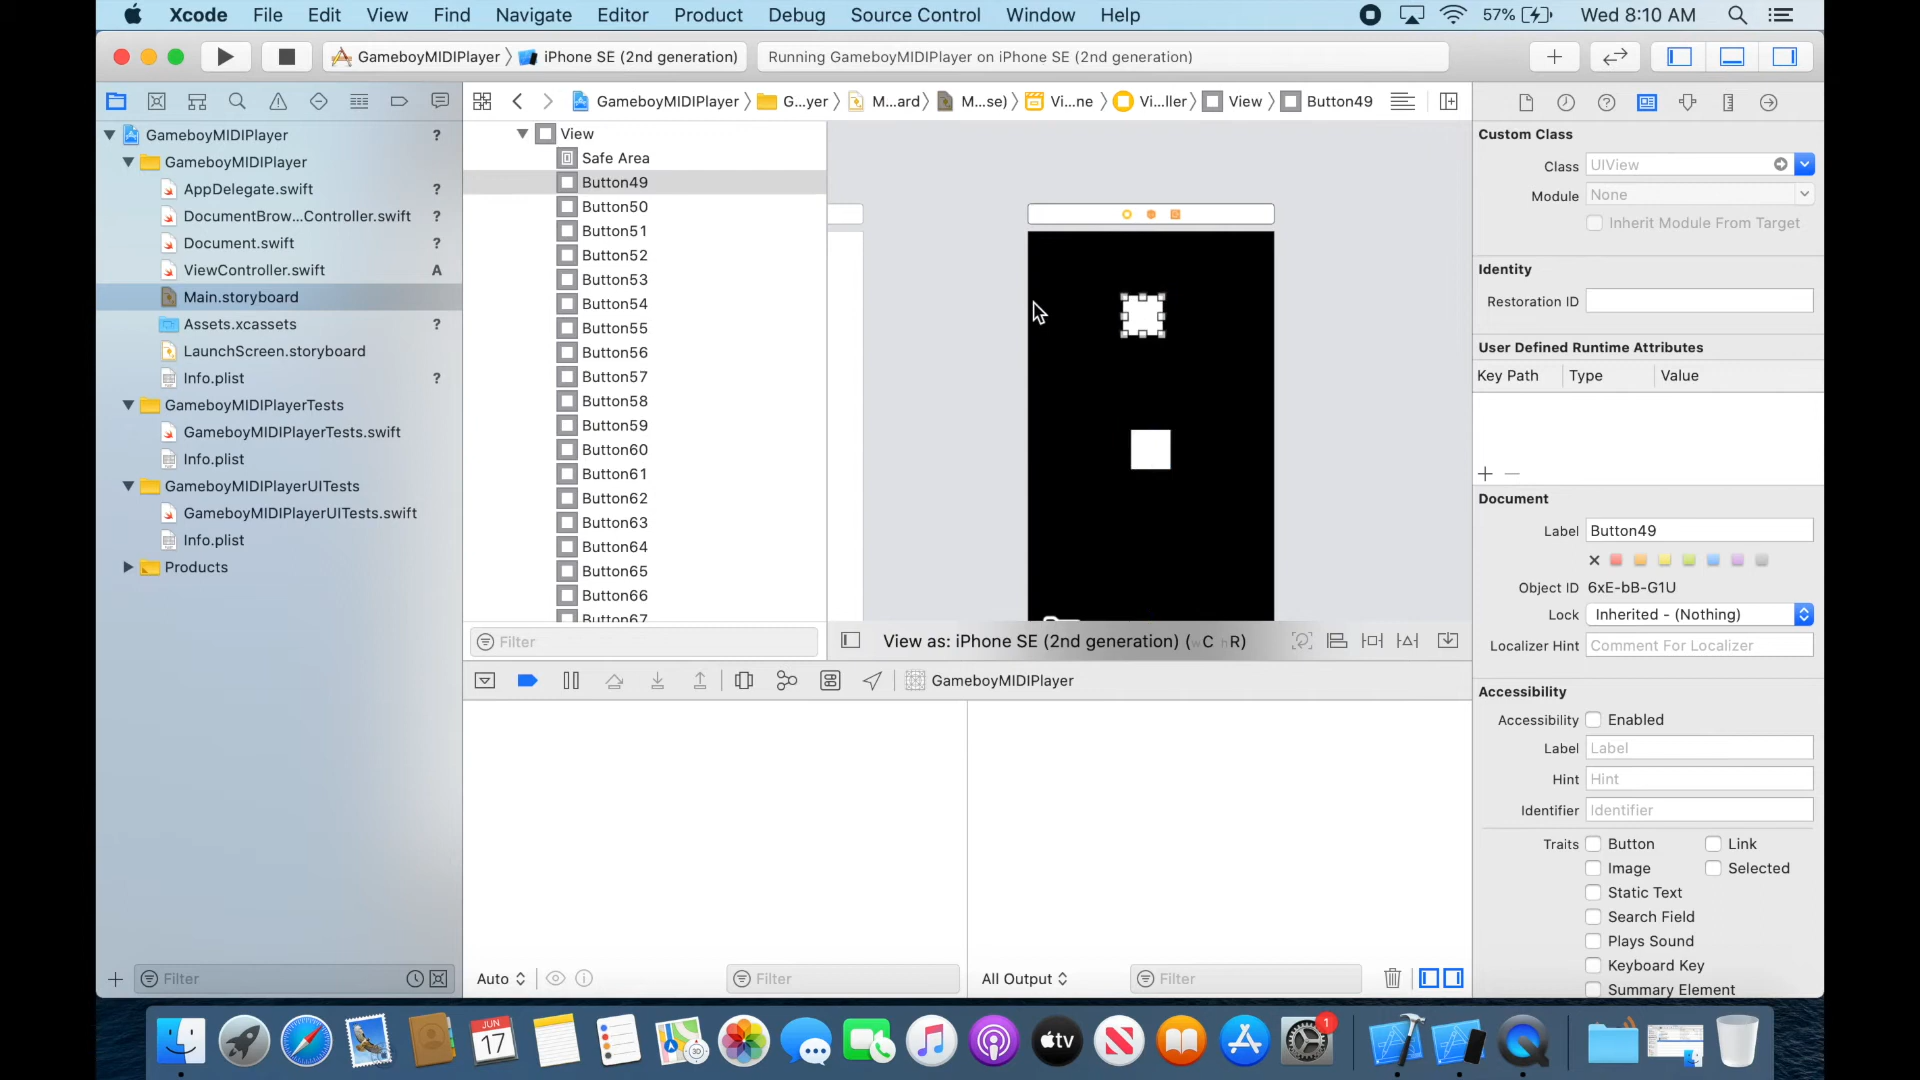 Xcode File Edit View Find Navigate Editor Product Debug Source Control Window Help 57% Wed 8:10 AM
GameboyMIDIPlayer iPhone SE (2nd generation) Running GameboyMIDIPlayer on iPhone SE (2nd generation)
GameboyMIDIPlayer G...yer M...ard M...se) Vi...ne Vi...ller View Button49
GameboyMIDIPlayer ?
GameboyMIDIPlayer
AppDelegate.swift ?
DocumentBrow...Controller.swift ?
Document.swift ?
ViewController.swift A
Main.storyboard
Assets.xcassets ?
LaunchScreen.storyboard
Info.plist ?
GameboyMIDIPlayerTests
GameboyMIDIPlayerTests.swift
Info.plist
GameboyMIDIPlayerUITests
GameboyMIDIPlayerUITests.swift
Info.plist
Products
Filter
View
Safe Area
Button49
Button50
Button51
Button52
Button53
Button54
Button55
Button56
Button57
Button58
Button59
Button60
Button61
Button62
Button63
Button64
Button65
Button66
Button67
Filter
View as: iPhone SE (2nd generation) (wC hR)
GameboyMIDIPlayer
Auto
Filter
All Output
Filter
Custom Class
Class UIView
Module None
Inherit Module From Target
Identity
Restoration ID
User Defined Runtime Attributes
Key Path Type Value
Document
Label Button49
Object ID 6xE-bB-G1U
Lock Inherited - (Nothing)
Localizer Hint Comment For Localizer
Accessibility
Accessibility Enabled
Label Label
Hint Hint
Identifier Identifier
Traits Button Link
Image Selected
Static Text
Search Field
Plays Sound
Keyboard Key
Summary Element
JUN
17
tv
1